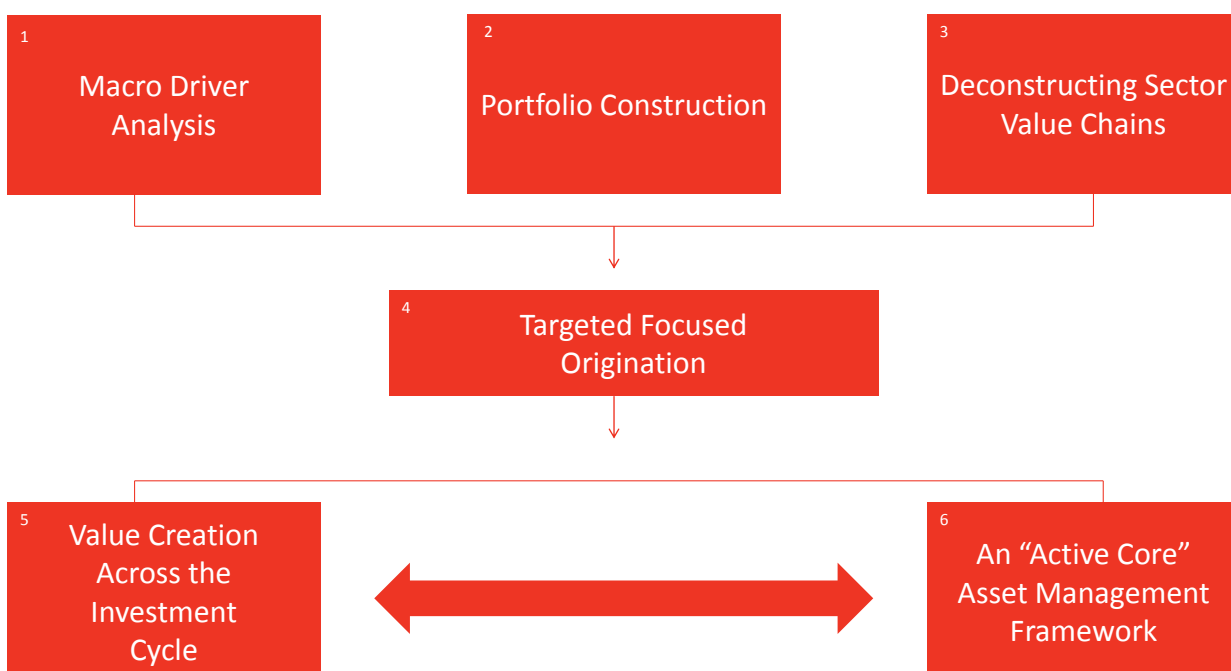 1
Macro Driver
Analysis
2
Portfolio Construction
3
Deconstructing Sector
Value Chains
4
Targeted Focused
Origination
5
Value Creation
Across the
Investment
Cycle
6
An “Active Core”
Asset Management
Framework